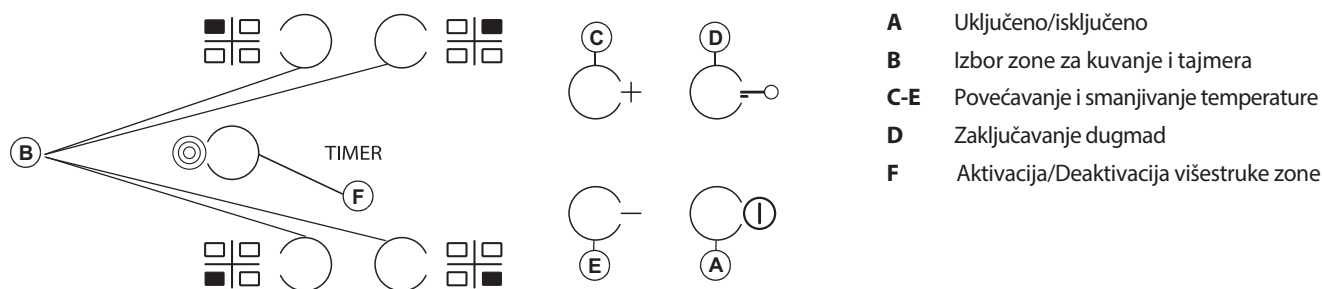 C
D
B
TIMER
F
E
A
A Uključeno/isključeno
B Izbor zone za kuvanje i tajmera
C-E Povećavanje i smanjivanje temperature
D Zaključavanje dugmad
F Aktivacija/Deaktivacija višestruke zone